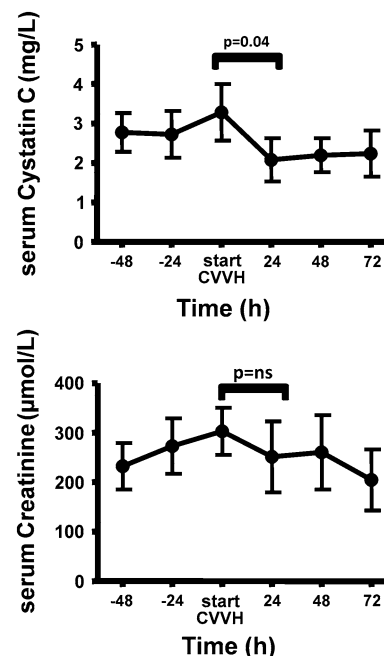 serum Cystatin C (mg/L)
p=0.04
5
4
3
2
1
0
-48 -24 start 24 48 72
CVVH
Time (h)
serum Creatinine (µmol/L)
p=ns
400
300
200
100
0
-48 -24 start 24 48 72
CVVH
Time (h)